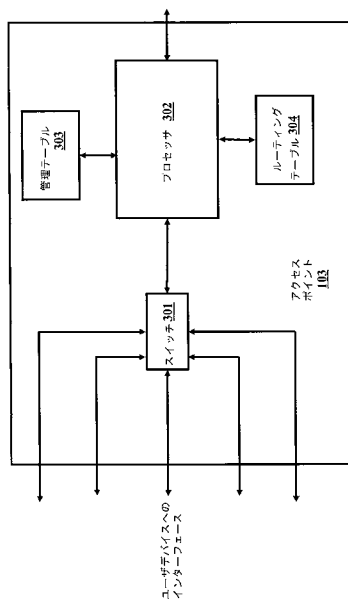 管理テーブル
303
プロセッサ 302
ルーティング
テーブル 304
スイッチ 301
アクセス
ポイント
103
ユーザデバイスへの
インターフェース